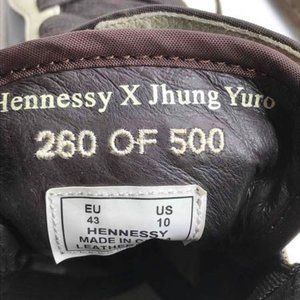 Hennessy X Jhung Yuro
260 OF 500
EU US
43 10
HENNESSY
MADE IN
LEATHER